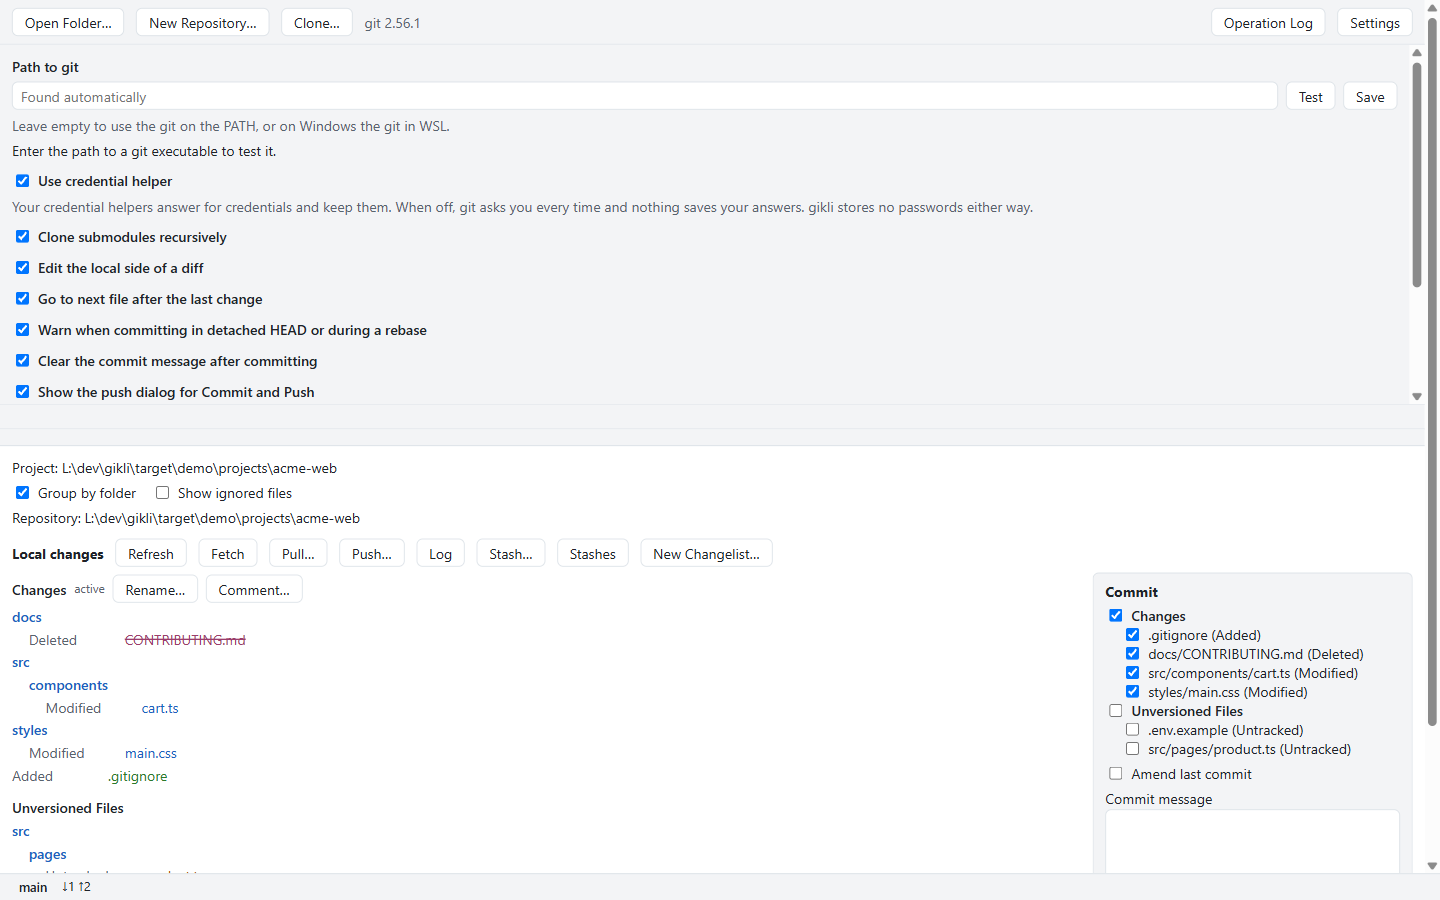 Open Folder... New Repository... Clone... git 2.56.1 Operation Log Settings
Path to git
Found automatically Test Save
Leave empty to use the git on the PATH, or on Windows the git in WSL.
Enter the path to a git executable to test it.
Use credential helper
Your credential helpers answer for credentials and keep them. When off, git asks you every time and nothing saves your answers. gikli stores no passwords either way.
Clone submodules recursively
Edit the local side of a diff
Go to next file after the last change
Warn when committing in detached HEAD or during a rebase
Clear the commit message after committing
Show the push dialog for Commit and Push
Project: L:\dev\gikli\target\demo\projects\acme-web
Group by folder Show ignored files
Repository: L:\dev\gikli\target\demo\projects\acme-web
Local changes Refresh Fetch Pull... Push... Log Stash... Stashes New Changelist...
Changes active Rename... Comment...
docs
Deleted CONTRIBUTING.md
src
components
Modified cart.ts
styles
Modified main.css
Added .gitignore
Unversioned Files
src
pages
Commit
Changes
.gitignore (Added)
docs/CONTRIBUTING.md (Deleted)
src/components/cart.ts (Modified)
styles/main.css (Modified)
Unversioned Files
.env.example (Untracked)
src/pages/product.ts (Untracked)
Amend last commit
Commit message
main ↓1 ↑2